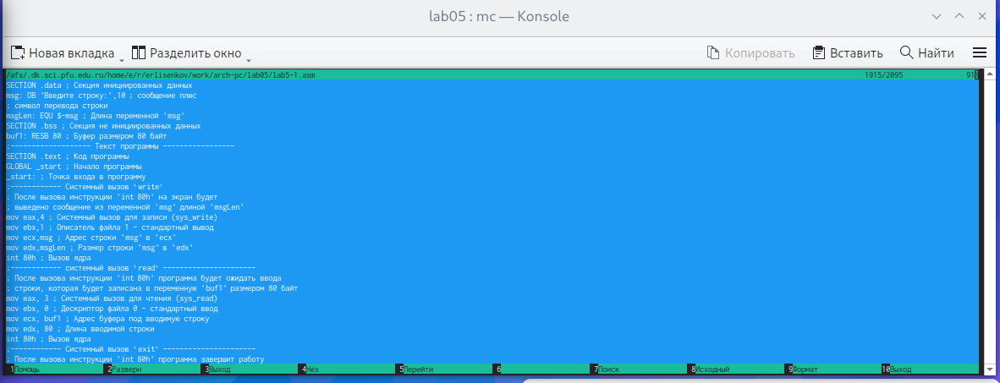 lab05 : mc — Konsole
Новая вкладка Разделить окно Копировать Вставить Найти
/afs/.dk.sci.pfu.edu.ru/home/e/r/erlisenkov/work/arch-pc/lab05/lab5-1.asm 1915/2095
SECTION .data ; Секция инициированных данных
msg: DB 'Введите строку:',10 ; сообщение плюс
; символ перевода строки
msgLen: EQU $-msg ; Длина переменной 'msg'
SECTION .bss ; Секция не инициированных данных
buf1: RESB 80 ; Буфер размером 80 байт
;------------------- Текст программы -----------------
SECTION .text ; Код программы
GLOBAL _start ; Начало программы
_start: ; Точка входа в программу
;------------ Системный вызов `write`
; После вызова инструкции 'int 80h' на экран будет
; выведено сообщение из переменной 'msg' длиной 'msgLen'
mov eax,4 ; Системный вызов для записи (sys_write)
mov ebx,1 ; Описатель файла 1 - стандартный вывод
mov ecx,msg ; Адрес строки 'msg' в 'ecx'
mov edx,msgLen ; Размер строки 'msg' в 'edx'
int 80h ; Вызов ядра
;------------ системный вызов `read` ----------------------
; После вызова инструкции 'int 80h' программа будет ожидать ввода
; строки, которая будет записана в переменную 'buf1' размером 80 байт
mov eax, 3 ; Системный вызов для чтения (sys_read)
mov ebx, 0 ; Дескриптор файла 0 - стандартный ввод
mov ecx, buf1 ; Адрес буфера под вводимую строку
mov edx, 80 ; Длина вводимой строки
int 80h ; Вызов ядра
;------------ Системный вызов `exit` ----------------------
; После вызова инструкции 'int 80h' программа завершит работу
1Помощь 2Разверн 3Выход 4Hex 5Перейти 6 7Поиск 8Исходный 9Формат 10Выход